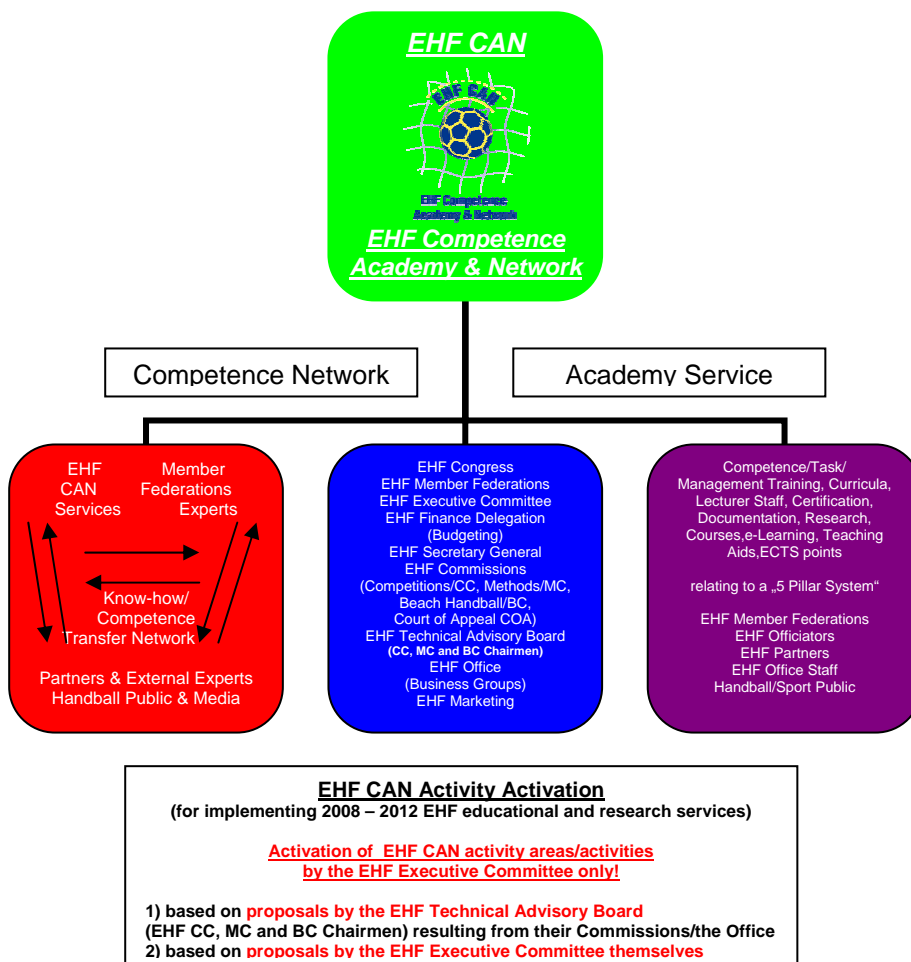 EHF CAN
EHF CAN
EHF Competence
Academy & Network
EHF Competence
Academy & Network
Competence Network
Academy Service
EHF
CAN
Services
Member
Federations
Experts
Know-how/
Competence
Transfer Network
Partners & External Experts
Handball Public & Media
EHF Congress
EHF Member Federations
EHF Executive Committee
EHF Finance Delegation
(Budgeting)
EHF Secretary General
EHF Commissions
(Competitions/CC, Methods/MC,
Beach Handball/BC,
Court of Appeal COA)
EHF Technical Advisory Board
(CC, MC and BC Chairmen)
EHF Office
(Business Groups)
EHF Marketing
Competence/Task/
Management Training, Curricula,
Lecturer Staff, Certification,
Documentation, Research,
Courses,e-Learning, Teaching
Aids,ECTS points
relating to a „5 Pillar System“
EHF Member Federations
EHF Officiators
EHF Partners
EHF Office Staff
Handball/Sport Public
EHF CAN Activity Activation
(for implementing 2008 – 2012 EHF educational and research services)
Activation of EHF CAN activity areas/activities
by the EHF Executive Committee only!
1) based on proposals by the EHF Technical Advisory Board
(EHF CC, MC and BC Chairmen) resulting from their Commissions/the Office
2) based on proposals by the EHF Executive Committee themselves